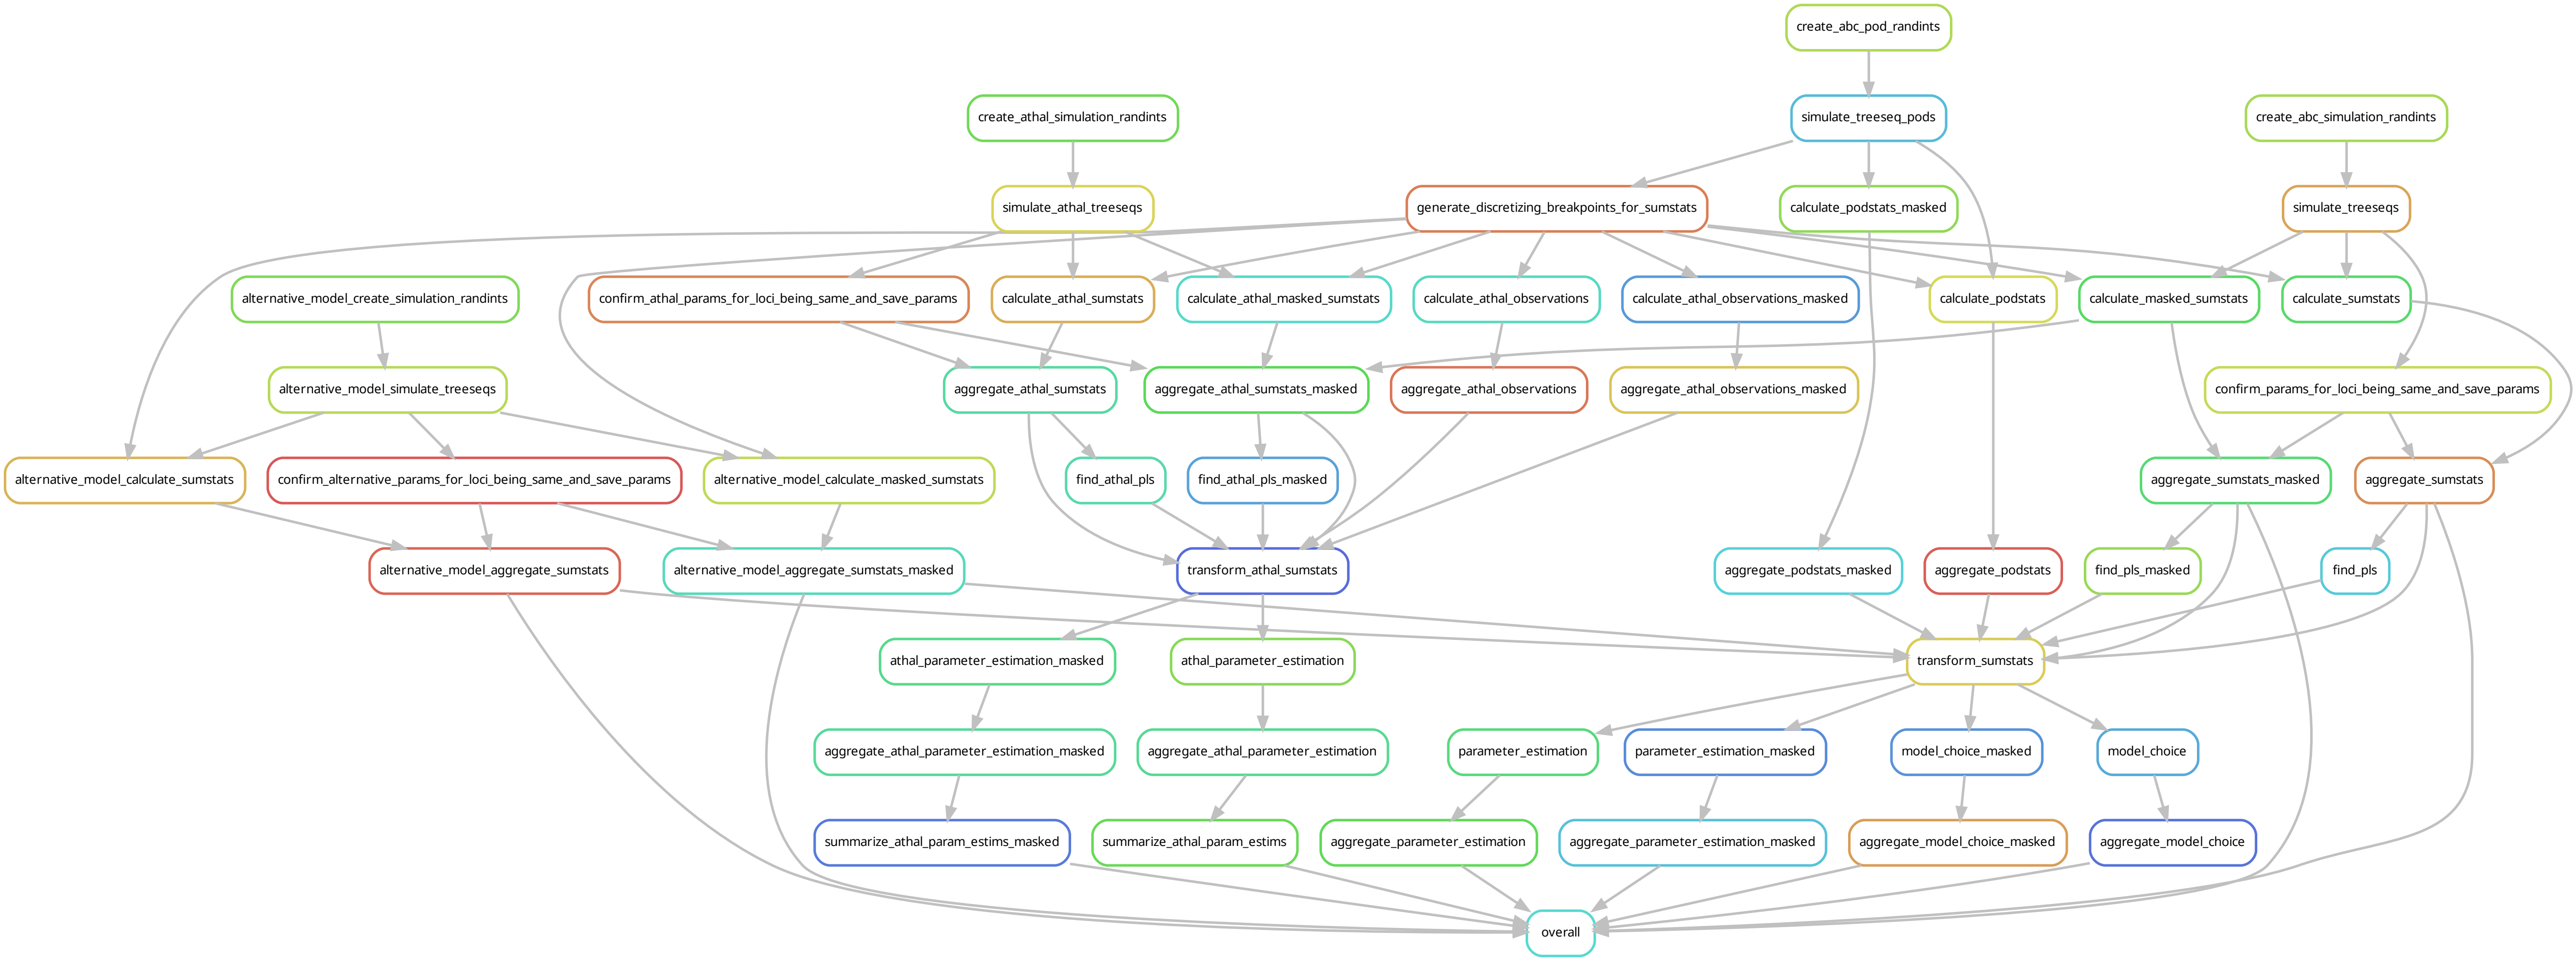 create_abc_pod_randints
create_athal_simulation_randints
simulate_treeseq_pods
create_abc_simulation_randints
simulate_athal_treeseqs
generate_discretizing_breakpoints_for_sumstats
calculate_podstats_masked
simulate_treeseqs
alternative_model_create_simulation_randints
confirm_athal_params_for_loci_being_same_and_save_params
calculate_athal_sumstats
calculate_athal_masked_sumstats
calculate_athal_observations
calculate_athal_observations_masked
calculate_podstats
calculate_masked_sumstats
calculate_sumstats
alternative_model_simulate_treeseqs
aggregate_athal_sumstats
aggregate_athal_sumstats_masked
aggregate_athal_observations
aggregate_athal_observations_masked
confirm_params_for_loci_being_same_and_save_params
alternative_model_calculate_sumstats
confirm_alternative_params_for_loci_being_same_and_save_params
alternative_model_calculate_masked_sumstats
find_athal_pls
find_athal_pls_masked
aggregate_sumstats_masked
aggregate_sumstats
alternative_model_aggregate_sumstats
alternative_model_aggregate_sumstats_masked
transform_athal_sumstats
aggregate_podstats_masked
aggregate_podstats
find_pls_masked
find_pls
athal_parameter_estimation_masked
athal_parameter_estimation
transform_sumstats
aggregate_athal_parameter_estimation_masked
aggregate_athal_parameter_estimation
parameter_estimation
parameter_estimation_masked
model_choice_masked
model_choice
summarize_athal_param_estims_masked
summarize_athal_param_estims
aggregate_parameter_estimation
aggregate_parameter_estimation_masked
aggregate_model_choice_masked
aggregate_model_choice
overall